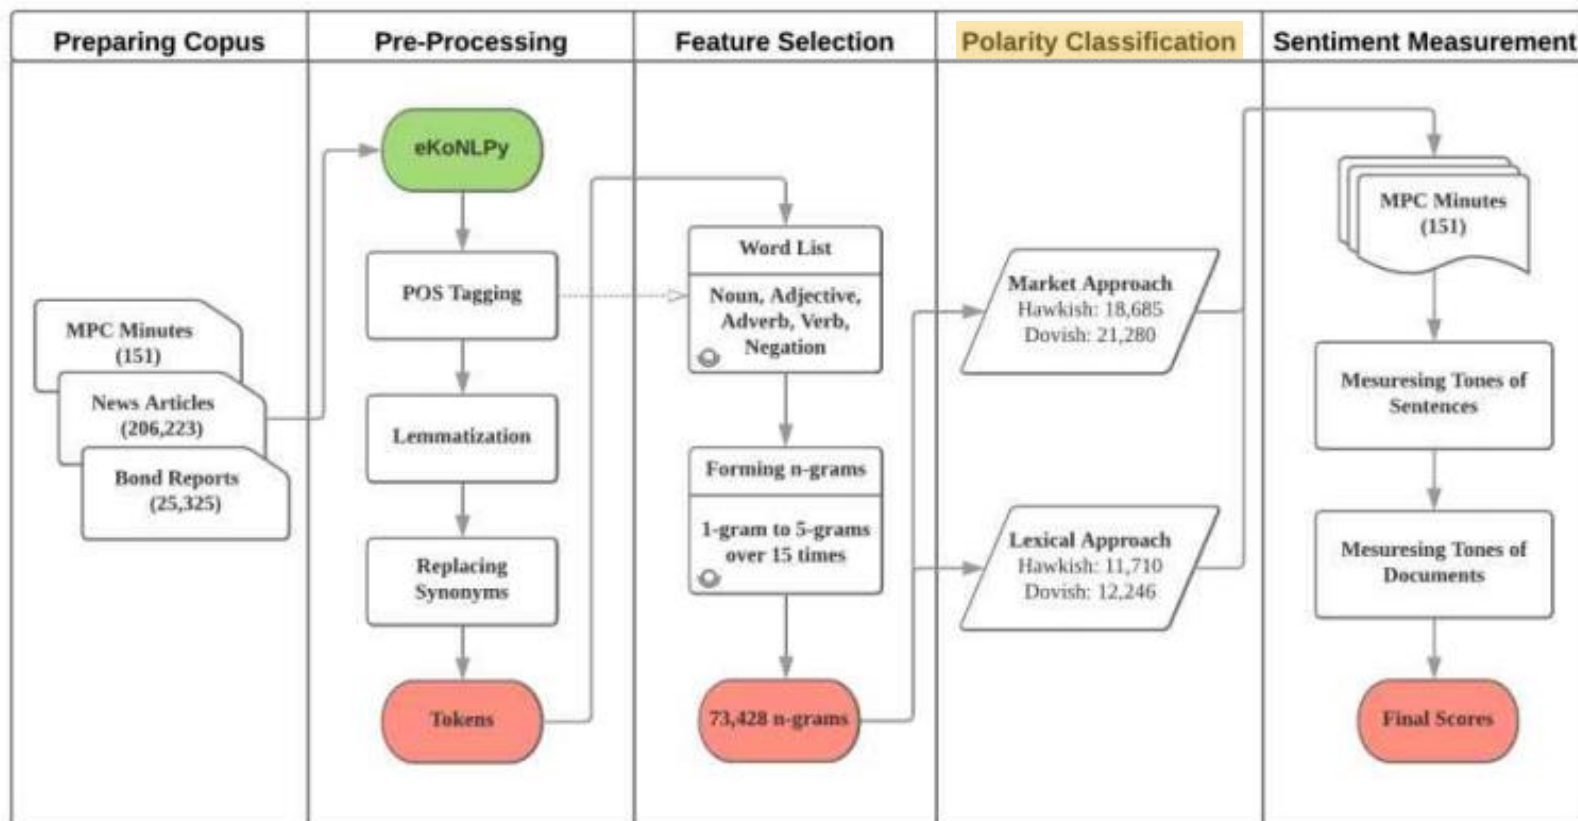 Preparing Copus
Pre-Processing
Feature Selection
Polarity Classification
Sentiment Measurement
MPC Minutes
(151)
News Articles
(206,223)
Bond Reports
(25,325)
eKoNLPy
POS Tagging
Lemmatization
Replacing
Synonyms
Tokens
Word List
Noun, Adjective,
Adverb, Verb,
Negation
Forming n-grams
1-gram to 5-grams
over 15 times
73,428 n-grams
Market Approach
Hawkish: 18,685
Dovish: 21,280
Lexical Approach
Hawkish: 11,710
Dovish: 12,246
MPC Minutes
(151)
Mesuresing Tones of
Sentences
Mesuresing Tones of
Documents
Final Scores